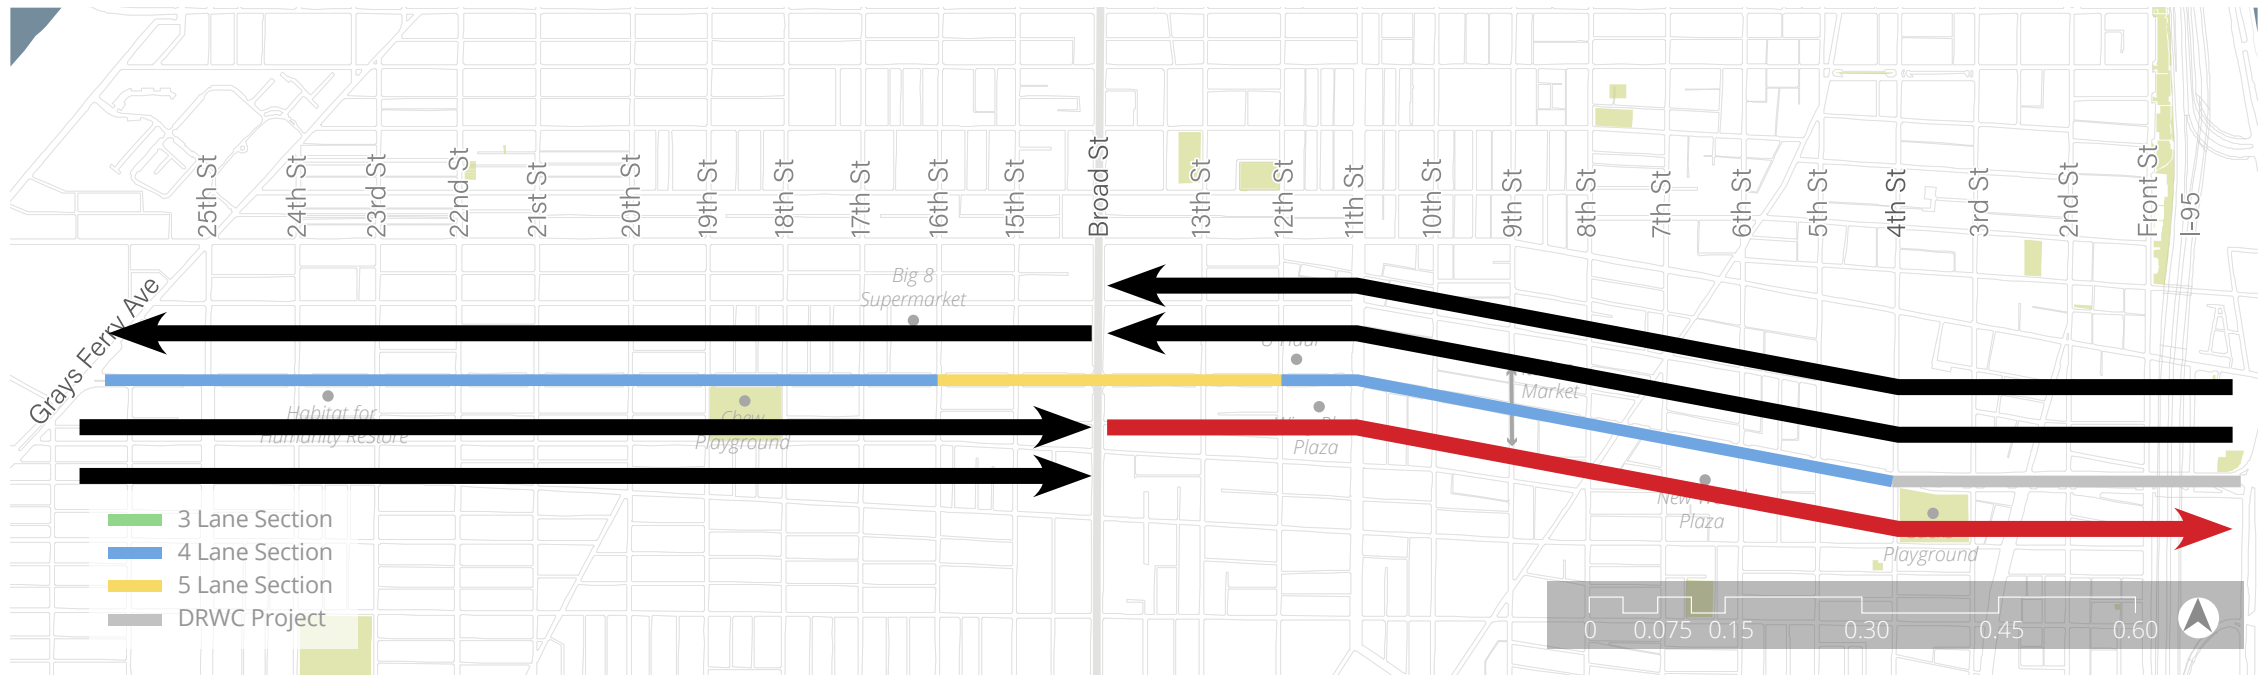 25th St
24th St
23rd St
22nd St
21st St
20th St
19th St
18th St
17th St
16th St
15th St
Broad St
13th St
12th St
11th St
10th St
9th St
8th St
7th St
6th St
5th St
4th St
3rd St
2nd St
Front St
I-95
Grays Ferry Ave
Big 8
Supermarket
Market
Habitat for
Humanity ReStore
Chew
Playground
Plaza
Plaza
Playground
3 Lane Section
4 Lane Section
5 Lane Section
DRWC Project
0 0.075 0.15 0.30 0.45 0.60